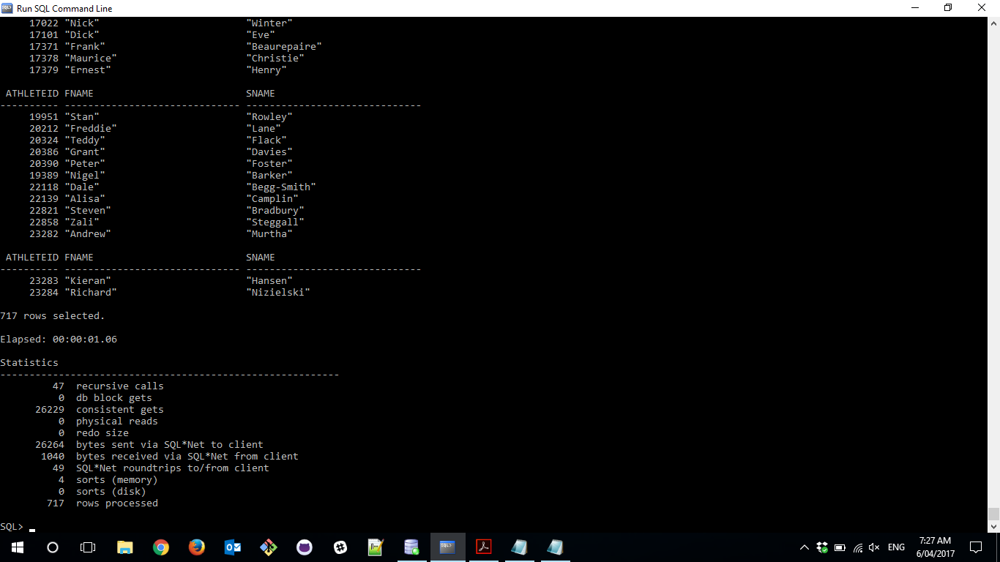 Run SQL Command Line
17022 "Nick" "Winter"
17101 "Dick" "Eve"
17371 "Frank" "Beaurepaire"
17378 "Maurice" "Christie"
17379 "Ernest" "Henry"
ATHLETEID FNAME SNAME
---------- ------------------------------ ------------------------------
19951 "Stan" "Rowley"
20212 "Freddie" "Lane"
20324 "Teddy" "Flack"
20386 "Grant" "Davies"
20390 "Peter" "Foster"
19389 "Nigel" "Barker"
22118 "Dale" "Begg-Smith"
22139 "Alisa" "Camplin"
22821 "Steven" "Bradbury"
22858 "Zali" "Steggall"
23282 "Andrew" "Murtha"
ATHLETEID FNAME SNAME
---------- ------------------------------ ------------------------------
23283 "Kieran" "Hansen"
23284 "Richard" "Nizielski"
717 rows selected.
Elapsed: 00:00:01.06
Statistics
----------------------------------------------------------
47 recursive calls
0 db block gets
26229 consistent gets
0 physical reads
0 redo size
26264 bytes sent via SQL*Net to client
1040 bytes received via SQL*Net from client
49 SQL*Net roundtrips to/from client
4 sorts (memory)
0 sorts (disk)
717 rows processed
SQL>
ENG
7:27 AM
6/04/2017